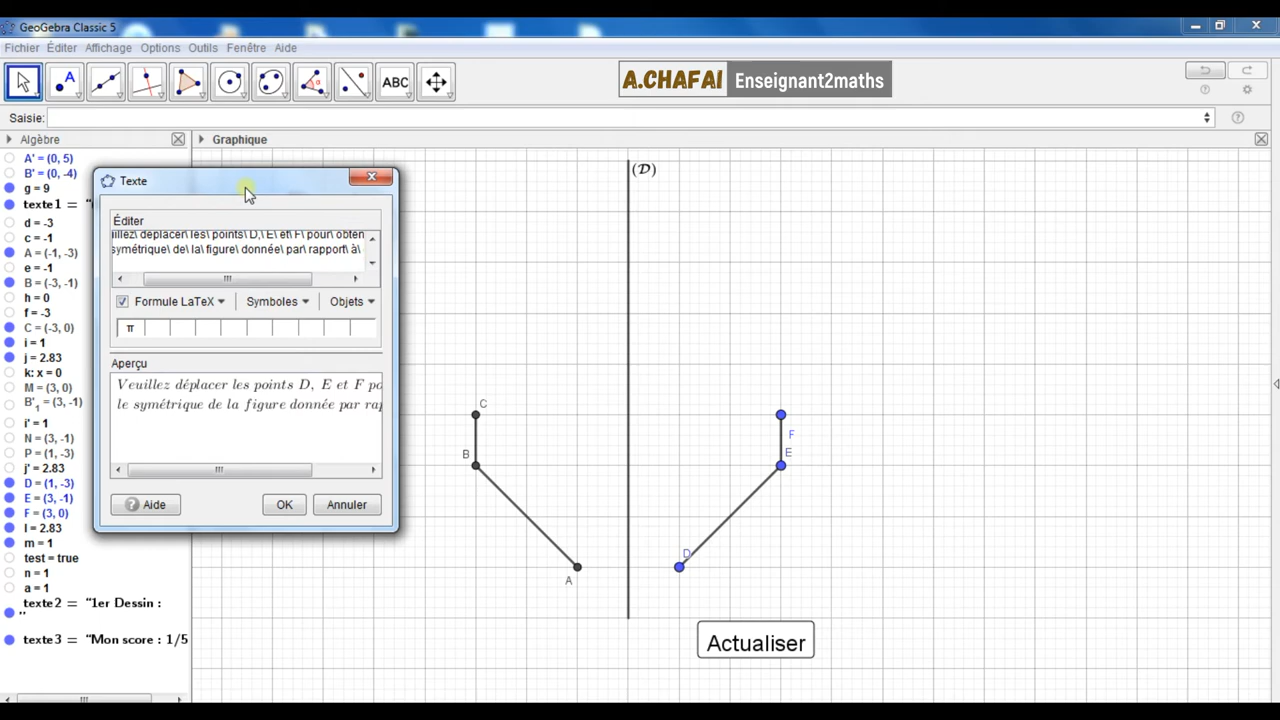 GeoGebra Classic 5
Fichier Éditer Affichage Options Outils Fenêtre Aide
A
ABC
A.CHAFAI Enseignant2maths
Saisie:
Algèbre
Graphique
A' = (0, 5)
B' = (0, -4)
g = 9
texte1 = "
d = -3
c = -1
A = (-1, -3)
e = -1
B = (-3, -1)
h = 0
f = -3
C = (-3, 0)
i = 1
j = 2.83
k: x = 0
M = (3, 0)
B'₁ = (3, -1)
i' = 1
N = (3, -1)
P = (1, -3)
j' = 2.83
D = (1, -3)
E = (3, -1)
F = (3, 0)
l = 2.83
m = 1
test = true
n = 1
a = 1
texte2 = "1er Dessin :
"
texte3 = "Mon score : 1/5
Texte
Éditer
illez\ déplacer\ les\ points\ D,\ E\ et\ F\ pour\ obten
symétrique\ de\ la\ figure\ donnée\ par\ rapport\ à\
Formule LaTeX Symboles Objets
π
Aperçu
Veuillez déplacer les points D, E et F po
le symétrique de la figure donnée par rap
Aide OK Annuler
(D)
C
F
B
E
D
A
Actualiser